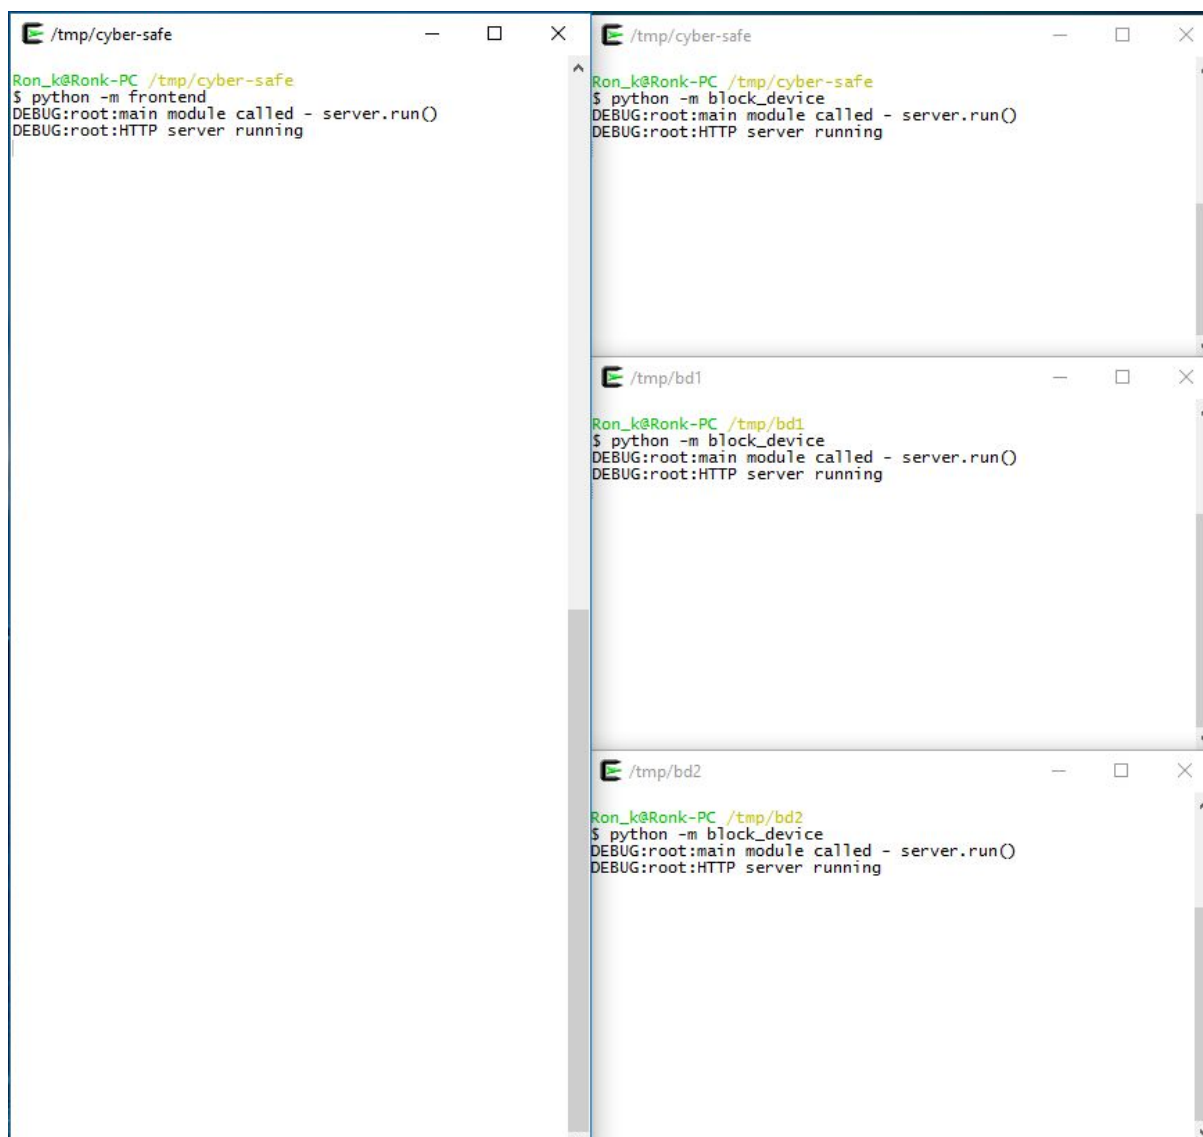 /tmp/cyber-safe
Ron_k@Ronk-PC /tmp/cyber-safe
$ python -m frontend
DEBUG:root:main module called - server.run()
DEBUG:root:HTTP server running
/tmp/cyber-safe
Ron_k@Ronk-PC /tmp/cyber-safe
$ python -m block_device
DEBUG:root:main module called - server.run()
DEBUG:root:HTTP server running
/tmp/bd1
Ron_k@Ronk-PC /tmp/bd1
$ python -m block_device
DEBUG:root:main module called - server.run()
DEBUG:root:HTTP server running
/tmp/bd2
Ron_k@Ronk-PC /tmp/bd2
$ python -m block_device
DEBUG:root:main module called - server.run()
DEBUG:root:HTTP server running